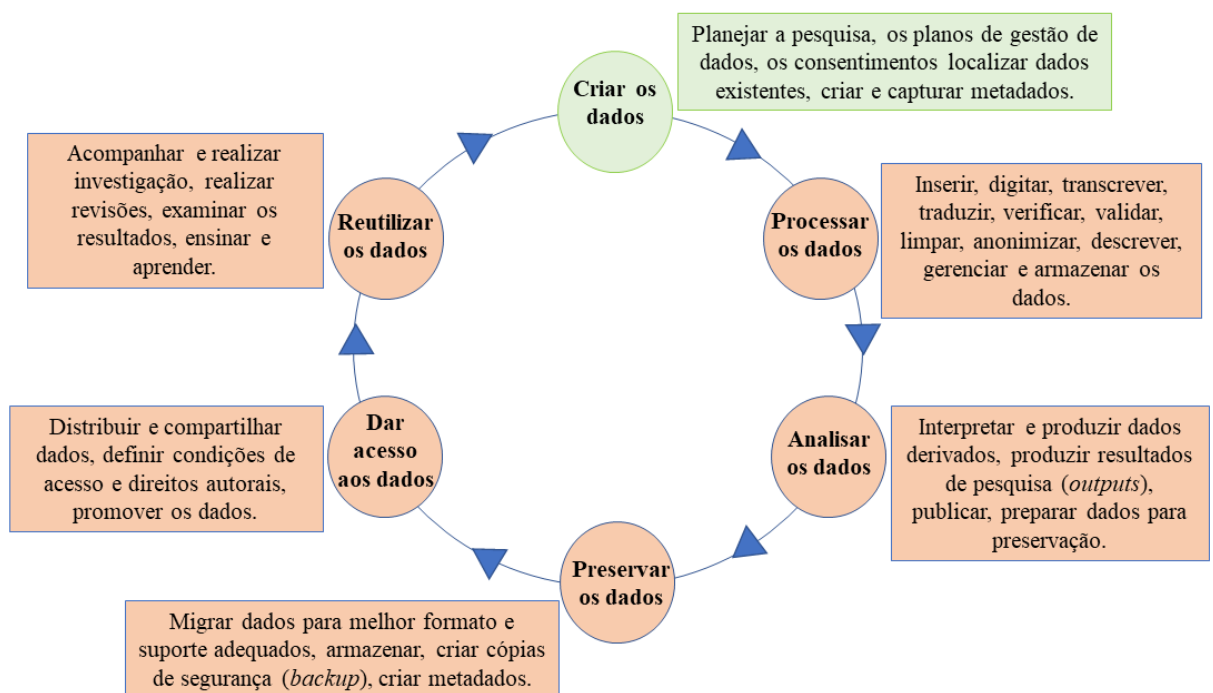 Criar os
dados
Planejar a pesquisa, os planos de gestão de
dados, os consentimentos localizar dados
existentes, criar e capturar metadados.
Processar
os dados
Inserir, digitar, transcrever,
traduzir, verificar, validar,
limpar, anonimizar, descrever,
gerenciar e armazenar os
dados.
Analisar
os dados
Interpretar e produzir dados
derivados, produzir resultados
de pesquisa (outputs),
publicar, preparar dados para
preservação.
Preservar
os dados
Migrar dados para melhor formato e
suporte adequados, armazenar, criar cópias
de segurança (backup), criar metadados.
Dar
acesso
aos dados
Distribuir e compartilhar
dados, definir condições de
acesso e direitos autorais,
promover os dados.
Reutilizar
os dados
Acompanhar e realizar
investigação, realizar
revisões, examinar os
resultados, ensinar e
aprender.